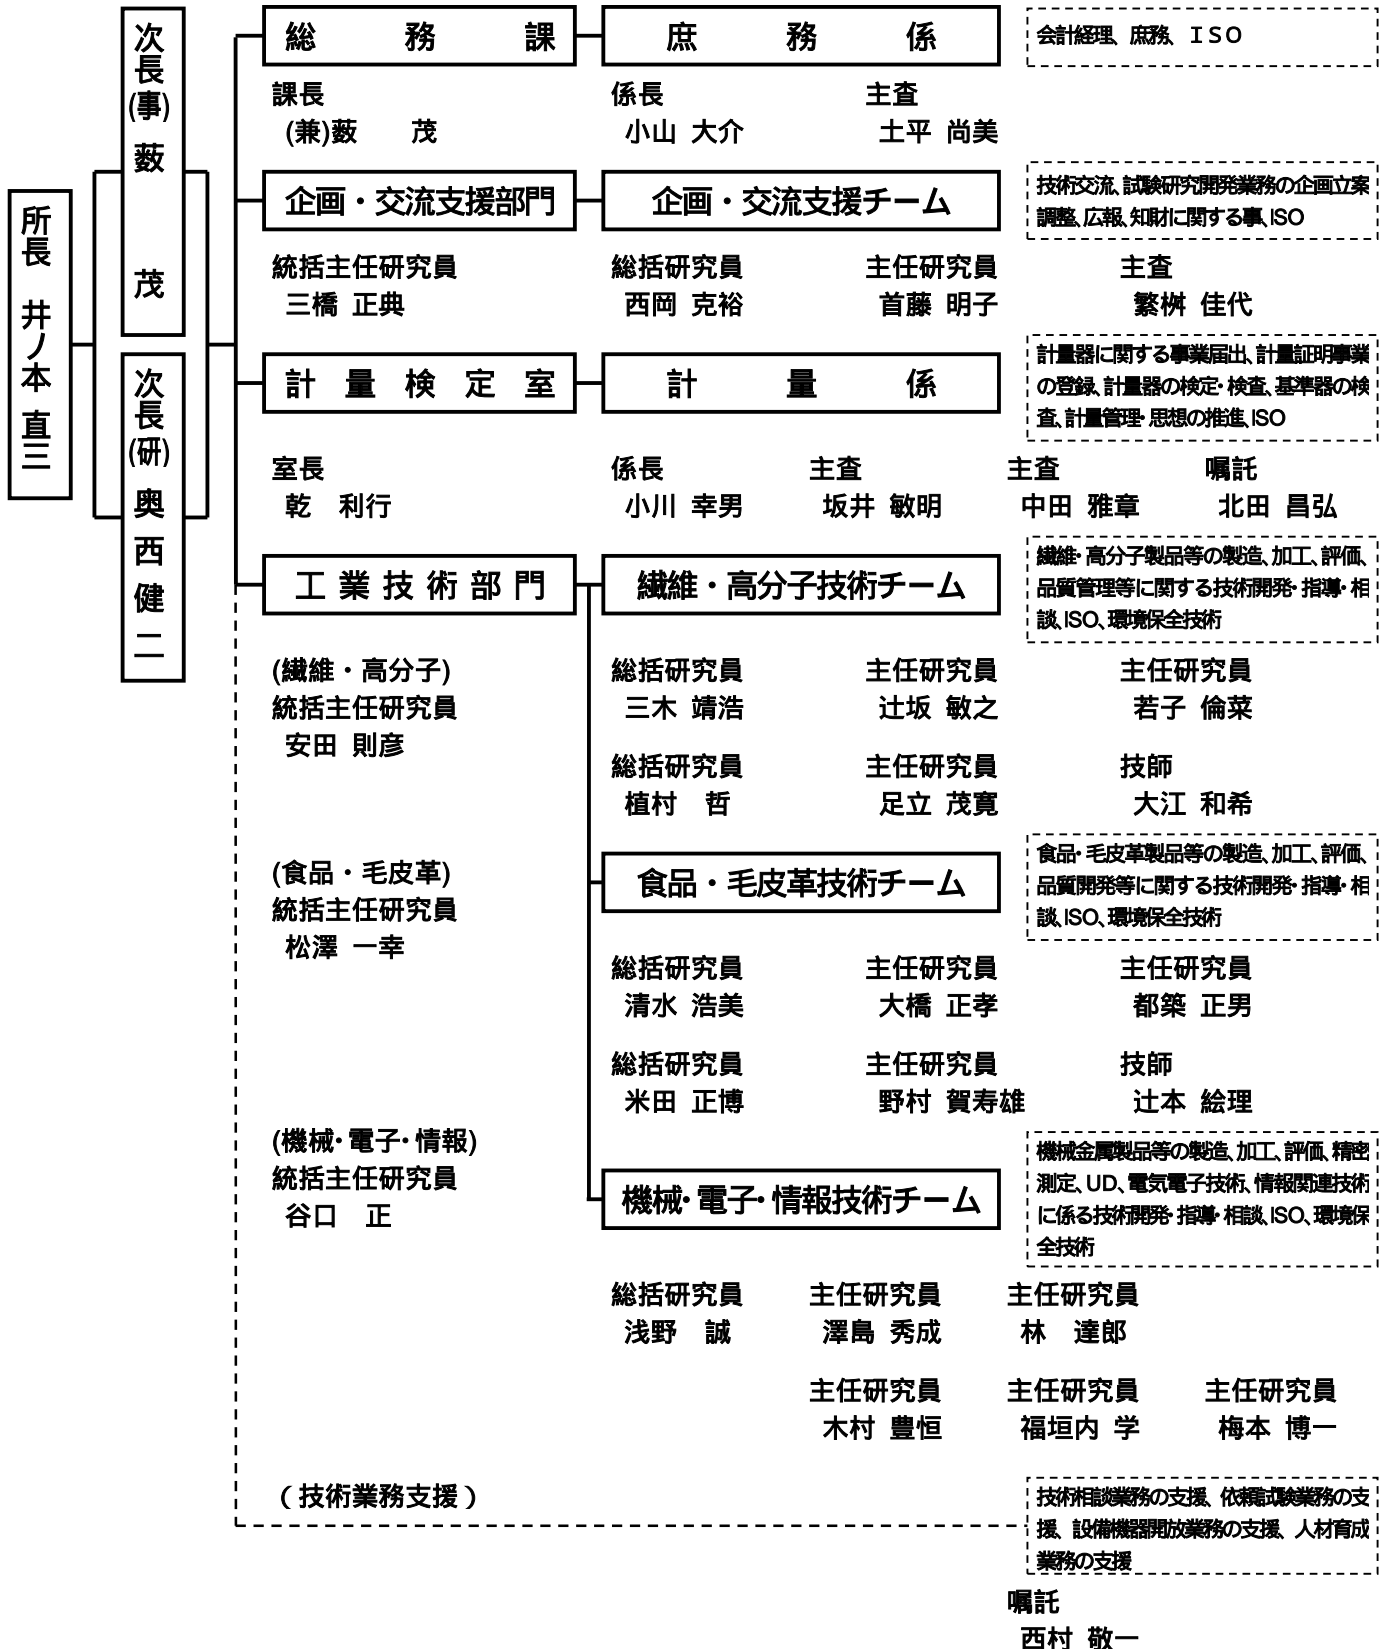 所長 井ノ本 直三
次長(事) 薮 茂
次長(研) 奥西健二
総務課
庶務係
会計経理、庶務、ISO
課長 係長 主査
(兼)薮 茂 小山 大介 土平 尚美
企画・交流支援部門
企画・交流支援チーム
技術交流、試験研究開発業務の企画立案
調整、広報、知財に関する事、ISO
統括主任研究員 総括研究員 主任研究員 主査
三橋 正典 西岡 克裕 首藤 明子 繁桝 佳代
計量検定室
計量係
計量器に関する事業届出、計量証明事業
の登録、計量器の検定・検査、基準器の検
査、計量管理・思想の推進、ISO
室長 係長 主査 主査 嘱託
乾 利行 小川 幸男 坂井 敏明 中田 雅章 北田 昌弘
工業技術部門
繊維・高分子技術チーム
繊維・高分子製品等の製造、加工、評価、
品質管理等に関する技術開発・指導・相
談、ISO、環境保全技術
(繊維・高分子)
統括主任研究員
安田 則彦
総括研究員 主任研究員 主任研究員
三木 靖浩 辻坂 敏之 若子 倫菜
総括研究員 主任研究員 技師
植村 哲 足立 茂寛 大江 和希
食品・毛皮革技術チーム
食品・毛皮革製品等の製造、加工、評価、
品質開発等に関する技術開発・指導・相
談、ISO、環境保全技術
(食品・毛皮革)
統括主任研究員
松澤 一幸
総括研究員 主任研究員 主任研究員
清水 浩美 大橋 正孝 都築 正男
総括研究員 主任研究員 技師
米田 正博 野村 賀寿雄 辻本 絵理
機械・電子・情報技術チーム
機械金属製品等の製造、加工、評価、精密
測定、UD、電気電子技術、情報関連技術
に係る技術開発・指導・相談、ISO、環境保
全技術
(機械・電子・情報)
統括主任研究員
谷口 正
総括研究員 主任研究員 主任研究員
浅野 誠 澤島 秀成 林 達郎
主任研究員 主任研究員 主任研究員
木村 豊恒 福垣内 学 梅本 博一
(技術業務支援)
技術相談業務の支援、依頼試験業務の支
援、設備機器開放業務の支援、人材育成
業務の支援
嘱託
西村 敬一